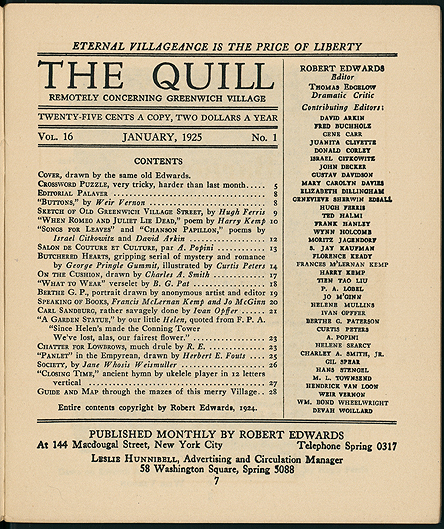 ETERNAL VILLAGEANCE IS THE PRICE OF LIBERTY
THE QUILL
REMOTELY CONCERNING GREENWICH VILLAGE
TWENTY-FIVE CENTS A COPY, TWO DOLLARS A YEAR
VOL. 16 JANUARY, 1925 No. 1
CONTENTS
COVER, drawn by the same old Edwards.
CROSSWORD PUZZLE, very tricky, harder than last month..... 5
EDITORIAL PALAVER ..... 8
"BUTTONS," by Weir Vernon ..... 8
SKETCH OF OLD GREENWICH VILLAGE STREET, by Hugh Ferris 9
"WHEN ROMEO AND JULIET LIE DEAD," poem by Harry Kemp 10
"SONGS FOR LEAVES" and "CHANSON PAPILLON," poems by
Israel Citkowits and David Arkin ..... 12
SALON DE COUTURE ET CULTURE, par A. Popini ..... 13
BUTCHERED HEARTS, gripping serial of mystery and romance
by George Pringle Gummit, illustrated by Curtis Peters 14
ON THE CUSHION, drawn by Charles A. Smith
"WHAT TO WEAR" verselet by B. G. Pat ..... 18
BERTHE G. P., portrait drawn by anonymous artist and editor 19
SPEAKING OF BOOKS, Francis McLernan Kemp and Jo McGinn 20
CARL SANDBURG, rather savagely done by Ivan Opffer ..... 21
"A GARDEN STATUE," by our little Helen, quoted from F. P. A.
"Since Helen's made the Conning Tower
We've lost, alas, our fairest flower." ..... 23
CHATTER FOR LOWBROWS, much drule by R. E. ..... 23
"PANLET" in the Empyrean, drawn by Herbert E. Fouts .... 25
SOCIETY, by Jane Whosis Weismuller ..... 26
"CLOSING TIME," ancient hymn by ukelele player in 12 letters
vertical ..... 27
GUIDE AND MAP through the mazes of this merry Village.. 28
Entire contents copyright by Robert Edwards, 1924.
ROBERT EDWARDS
Editor
THOMAS EDGELOW
Dramatic Critic
Contributing Editors:
DAVID ARKIN
FRED BUCHHOLZ
GENE CARR
JUANITA CLIVETTE
DONALD CORLEY
ISRAEL CITKOWITZ
JOHN DECKER
GUSTAV DAVIDSON
MARY CAROLYN DAVIES
ELIZABETH DILLINGHAM
GENEVIEVE SHERWIN EDSALL
HUGH FERRIS
TED HALMI
FRANK HANLEY
WYNN HOLCOMB
MORITZ JAGENDORF
S. JAY KAUFMAN
FLORENCE KEADY
FRANCES M'LERNAN KEMP
HARRY KEMP
TIEN TAO LIU
P. A. LOBEL
JO M'GINN
HELENE MULLINS
IVAN OPFFER
BERTHE G. PATERSON
CURTIS PETERS
A. POPINI
HELENE SEARCY
CHARLEY A. SMITH, JR.
GIL SPEAR
HANS STENGEL
M. L. TOWNSEND
HENDRICK VAN LOON
WEIR VERNON
WM. BOND WHEELWRIGHT
DEVAH WOILLARD
PUBLISHED MONTHLY BY ROBERT EDWARDS
At 144 Macdougal Street, New York City Telephone Spring 0317
LESLIE HUNNIBELL, Advertising and Circulation Manager
58 Washington Square, Spring 5088
7